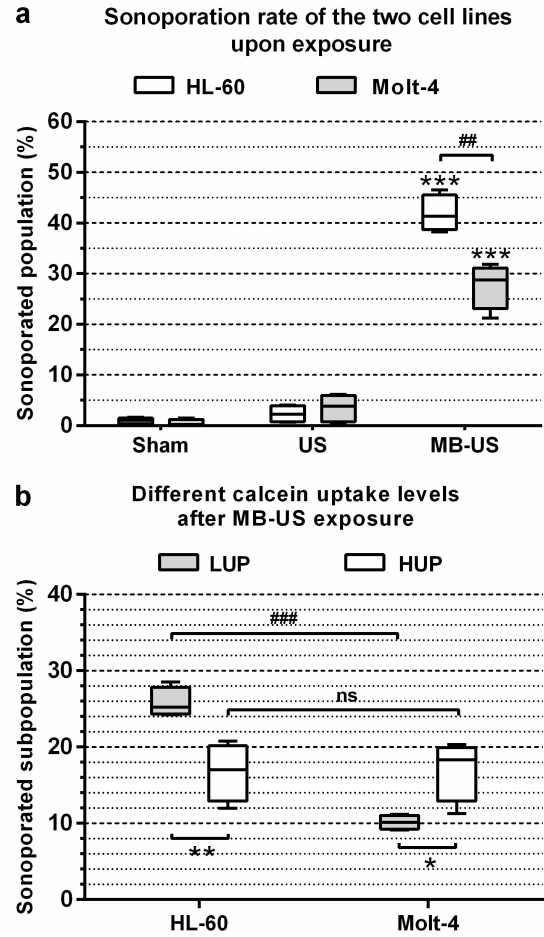 a
Sonoporation rate of the two cell lines
upon exposure
HL-60 Molt-4
Sonoporated population (%)
60
50
40
30
20
10
0
##
***
***
Sham US MB-US
b
Different calcein uptake levels
after MB-US exposure
LUP HUP
Sonoporated subpopulation (%)
40
30
20
10
0
###
ns
**
*
HL-60 Molt-4